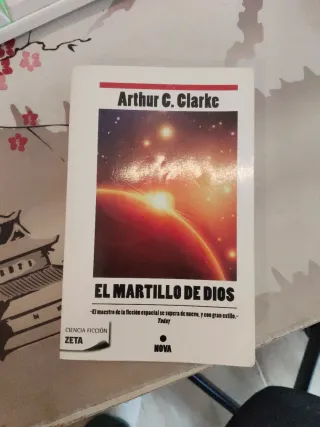 Arthur C. Clarke
EL MARTILLO DE DIOS
«El maestro de la ficción espacial se supera de nuevo, y con gran estilo.»
Today
CIENCIA FICCIÓN
ZETA
NOVA